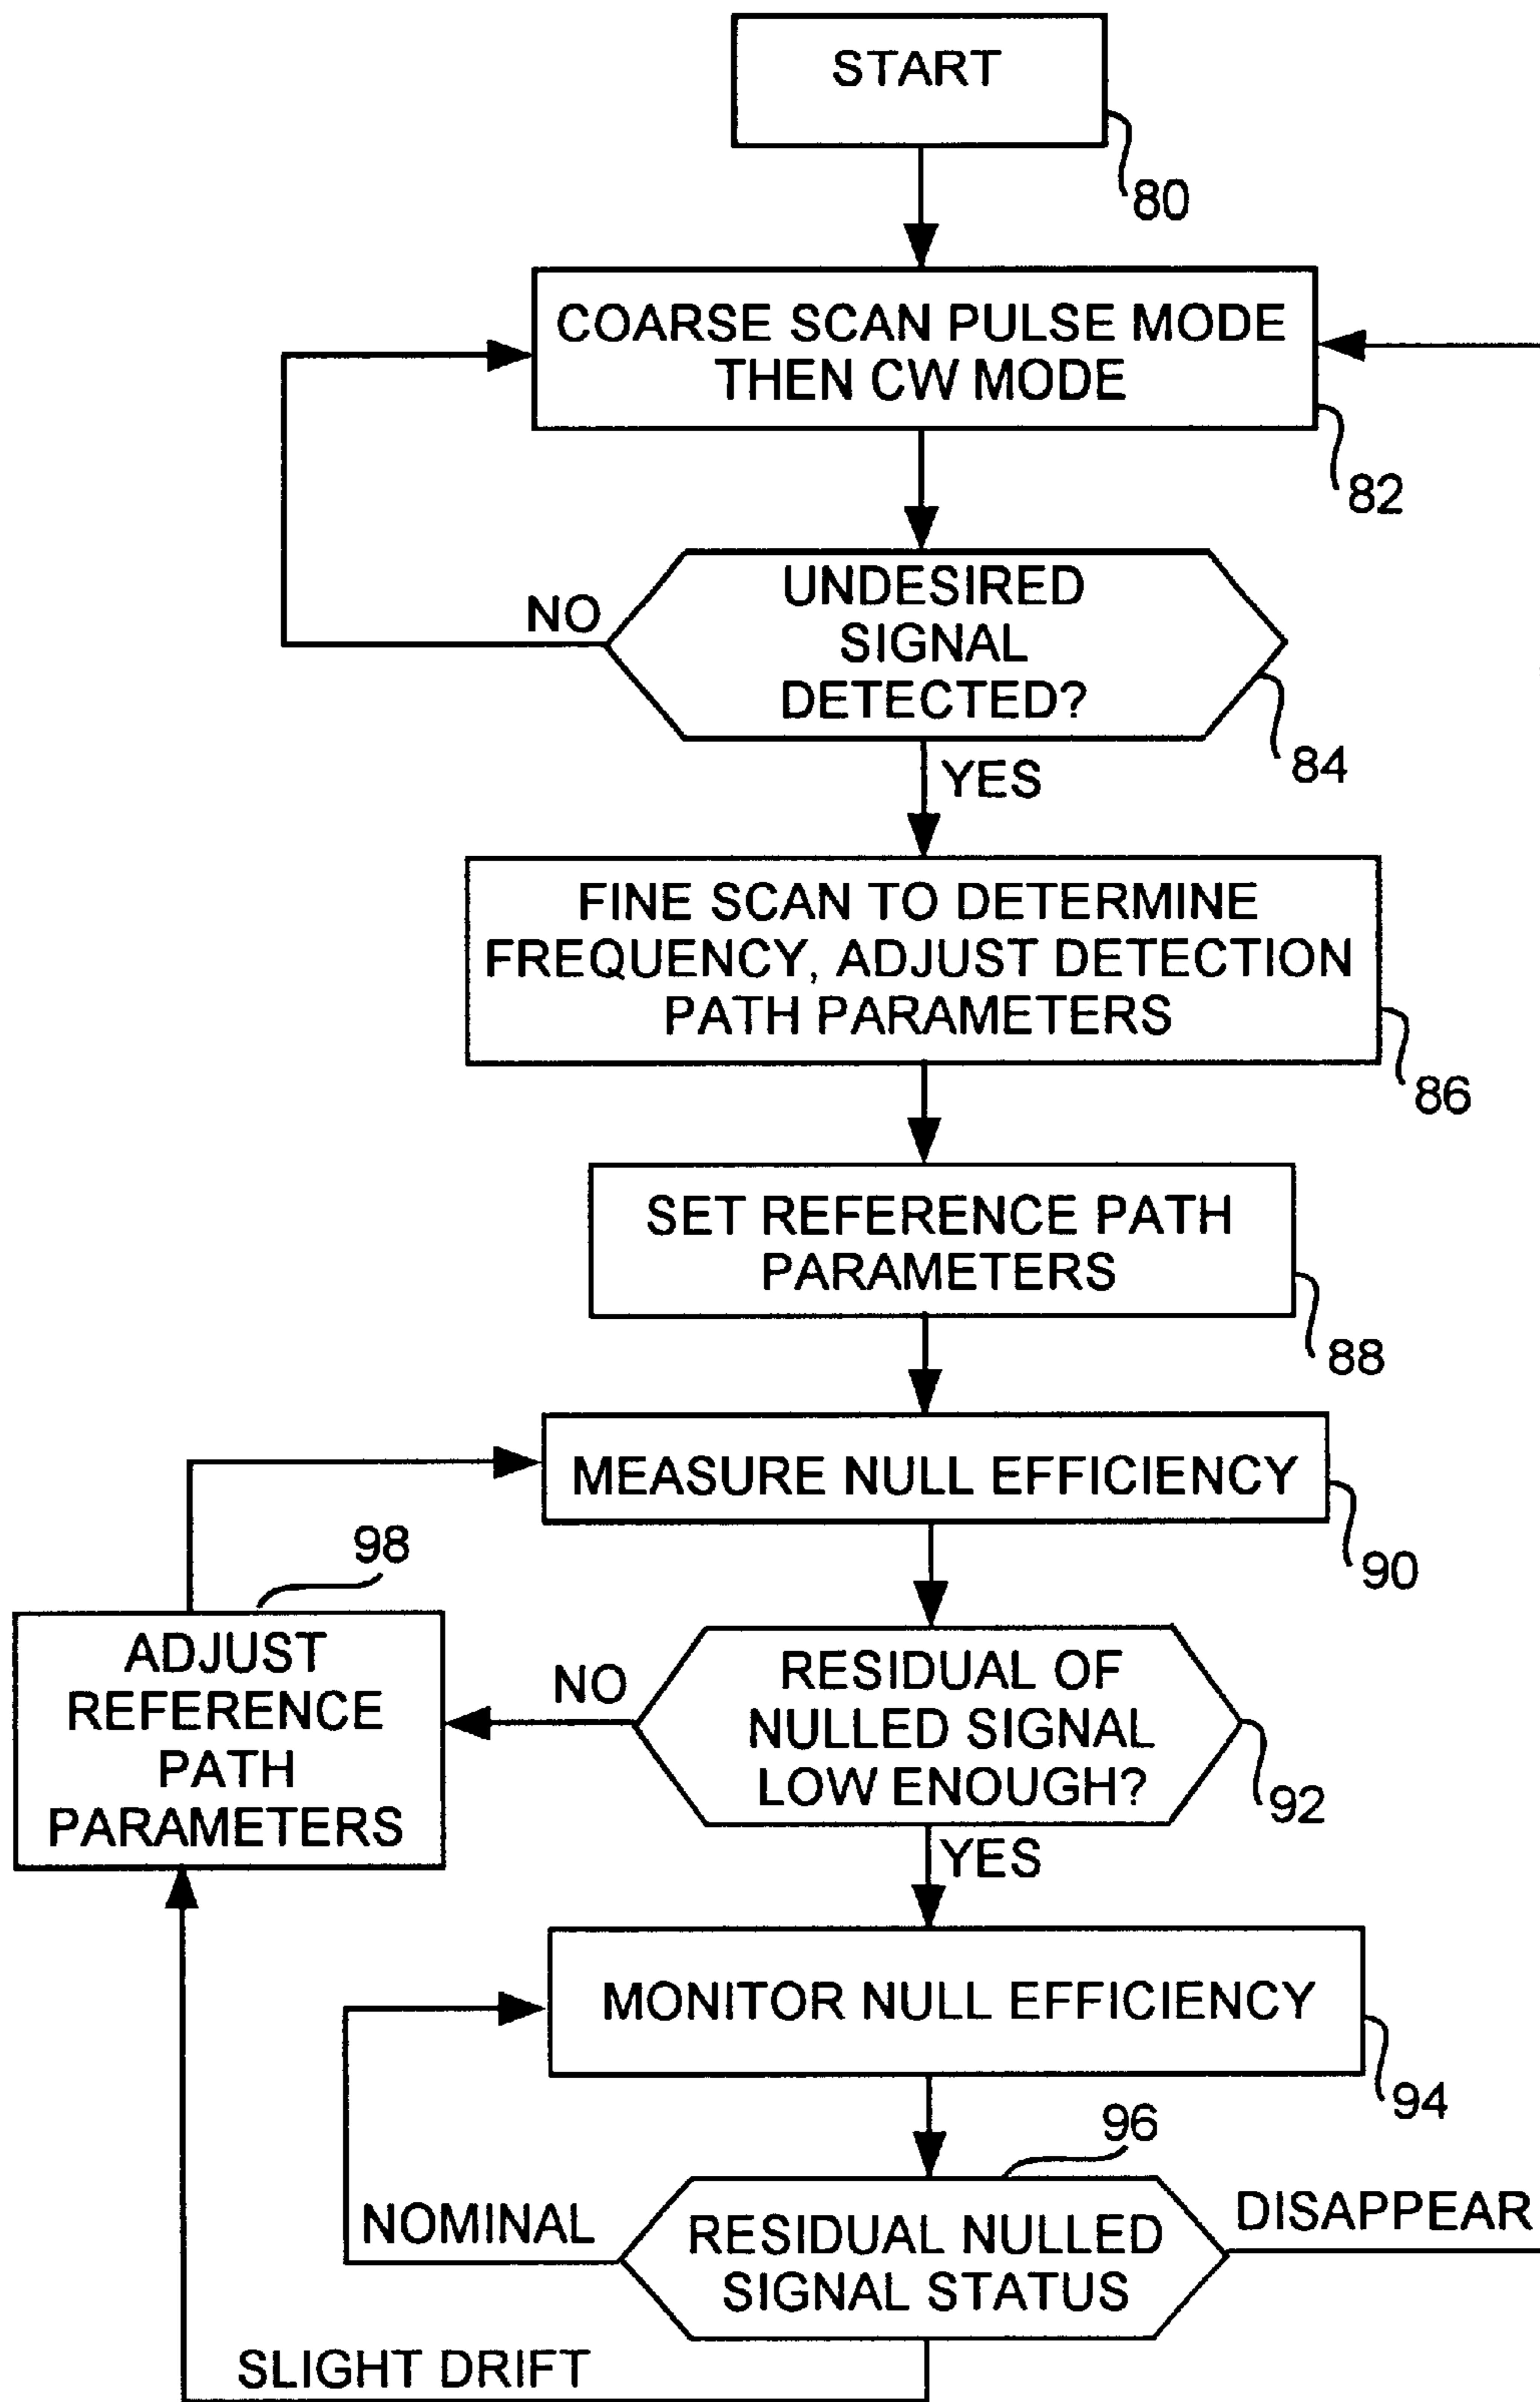 START
80
COARSE SCAN PULSE MODE
THEN CW MODE
82
UNDESIRED
SIGNAL
DETECTED?
NO
84
YES
FINE SCAN TO DETERMINE
FREQUENCY, ADJUST DETECTION
PATH PARAMETERS
86
SET REFERENCE PATH
PARAMETERS
88
MEASURE NULL EFFICIENCY
90
98
ADJUST
REFERENCE
PATH
PARAMETERS
NO
RESIDUAL OF
NULLED SIGNAL
LOW ENOUGH?
92
YES
MONITOR NULL EFFICIENCY
94
96
NOMINAL
RESIDUAL NULLED
SIGNAL STATUS
DISAPPEAR
SLIGHT DRIFT